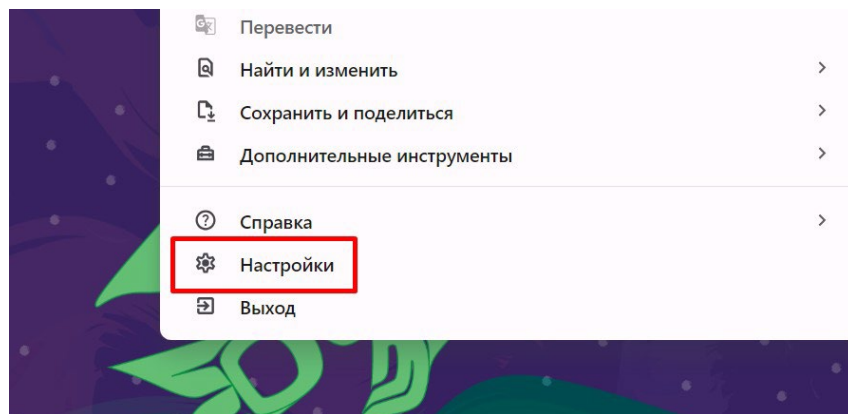 Перевести
Найти и изменить
Сохранить и поделиться
Дополнительные инструменты
Справка
Настройки
Выход